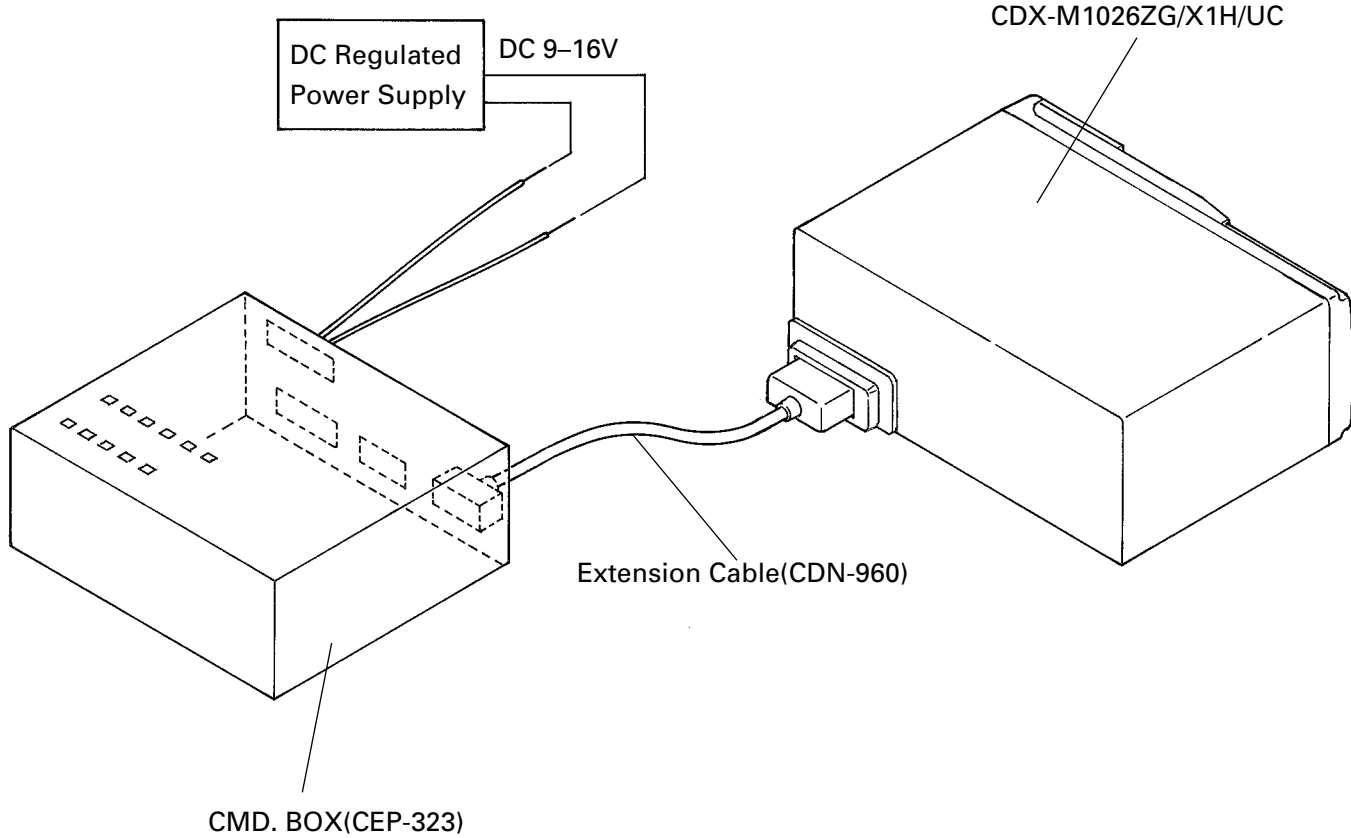 CDX-M1026ZG/X1H/UC
DC Regulated
Power Supply
DC 9–16V
Extension Cable(CDN-960)
CMD. BOX(CEP-323)